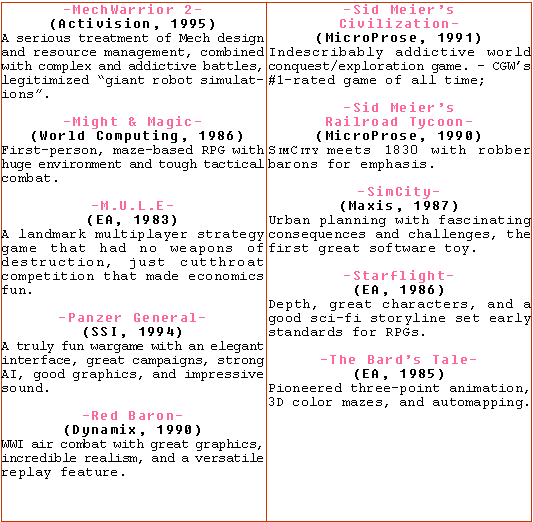 -MechWarrior 2-
(Activision, 1995)
A serious treatment of Mech design
and resource management, combined
with complex and addictive battles,
legitimized “giant robot simulat-
ions”.
-Might & Magic-
(World Computing, 1986)
First-person, maze-based RPG with
huge environment and tough tactical
combat.
-M.U.L.E-
(EA, 1983)
A landmark multiplayer strategy
game that had no weapons of
destruction, just cutthroat
competition that made economics
fun.
-Panzer General-
(SSI, 1994)
A truly fun wargame with an elegant
interface, great campaigns, strong
AI, good graphics, and impressive
sound.
-Red Baron-
(Dynamix, 1990)
WWI air combat with great graphics,
incredible realism, and a versatile
replay feature.
-Sid Meier’s
Civilization-
(MicroProse, 1991)
Indescribably addictive world
conquest/exploration game. - CGW’s
#1-rated game of all time;
-Sid Meier’s
Railroad Tycoon-
(MicroProse, 1990)
SIMCITY meets 1830 with robber
barons for emphasis.
-SimCity-
(Maxis, 1987)
Urban planning with fascinating
consequences and challenges, the
first great software toy.
-Starflight-
(EA, 1986)
Depth, great characters, and a
good sci-fi storyline set early
standards for RPGs.
-The Bard’s Tale-
(EA, 1985)
Pioneered three-point animation,
3D color mazes, and automapping.